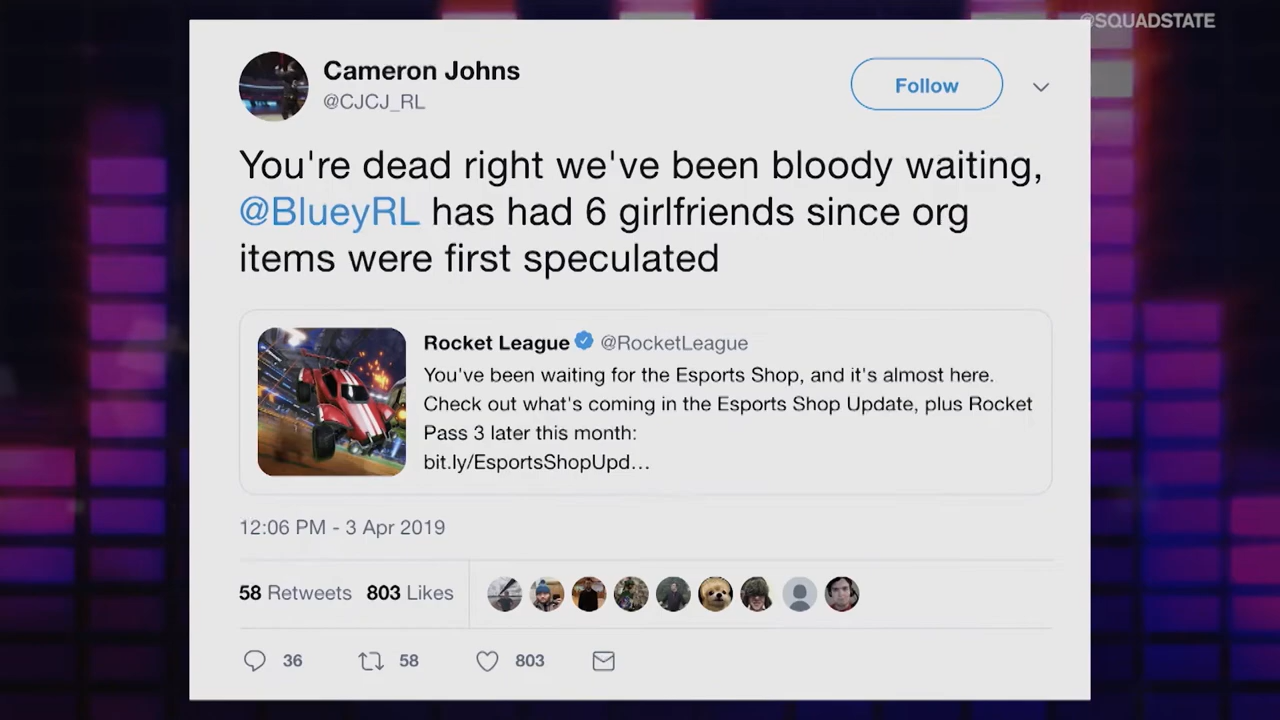 @SQUADSTATE
Cameron Johns
@CJCJ_RL
Follow
You're dead right we've been bloody waiting,
@BlueyRL has had 6 girlfriends since org
items were first speculated
Rocket League @RocketLeague
You've been waiting for the Esports Shop, and it's almost here.
Check out what's coming in the Esports Shop Update, plus Rocket
Pass 3 later this month:
bit.ly/EsportsShopUpd...
12:06 PM - 3 Apr 2019
58 Retweets 803 Likes
36 58 803